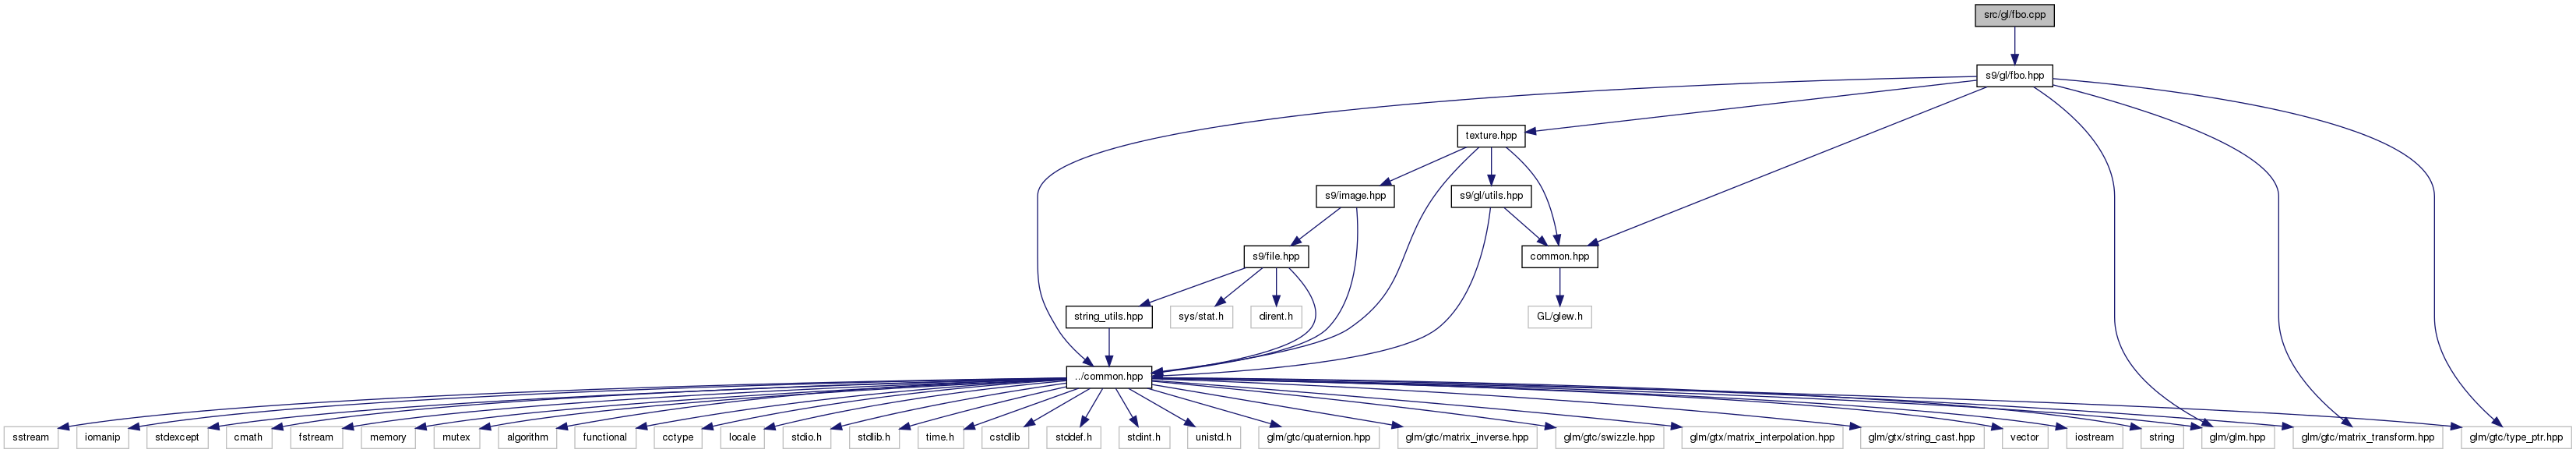 src/gl/fbo.cpp
s9/gl/fbo.hpp
texture.hpp
s9/image.hpp
s9/gl/utils.hpp
s9/file.hpp
common.hpp
string_utils.hpp
sys/stat.h
dirent.h
GL/glew.h
../common.hpp
sstream
iomanip
stdexcept
cmath
fstream
memory
mutex
algorithm
functional
cctype
locale
stdio.h
stdlib.h
time.h
cstdlib
stddef.h
stdint.h
unistd.h
glm/gtc/quaternion.hpp
glm/gtc/matrix_inverse.hpp
glm/gtc/swizzle.hpp
glm/gtx/matrix_interpolation.hpp
glm/gtx/string_cast.hpp
vector
iostream
string
glm/glm.hpp
glm/gtc/matrix_transform.hpp
glm/gtc/type_ptr.hpp